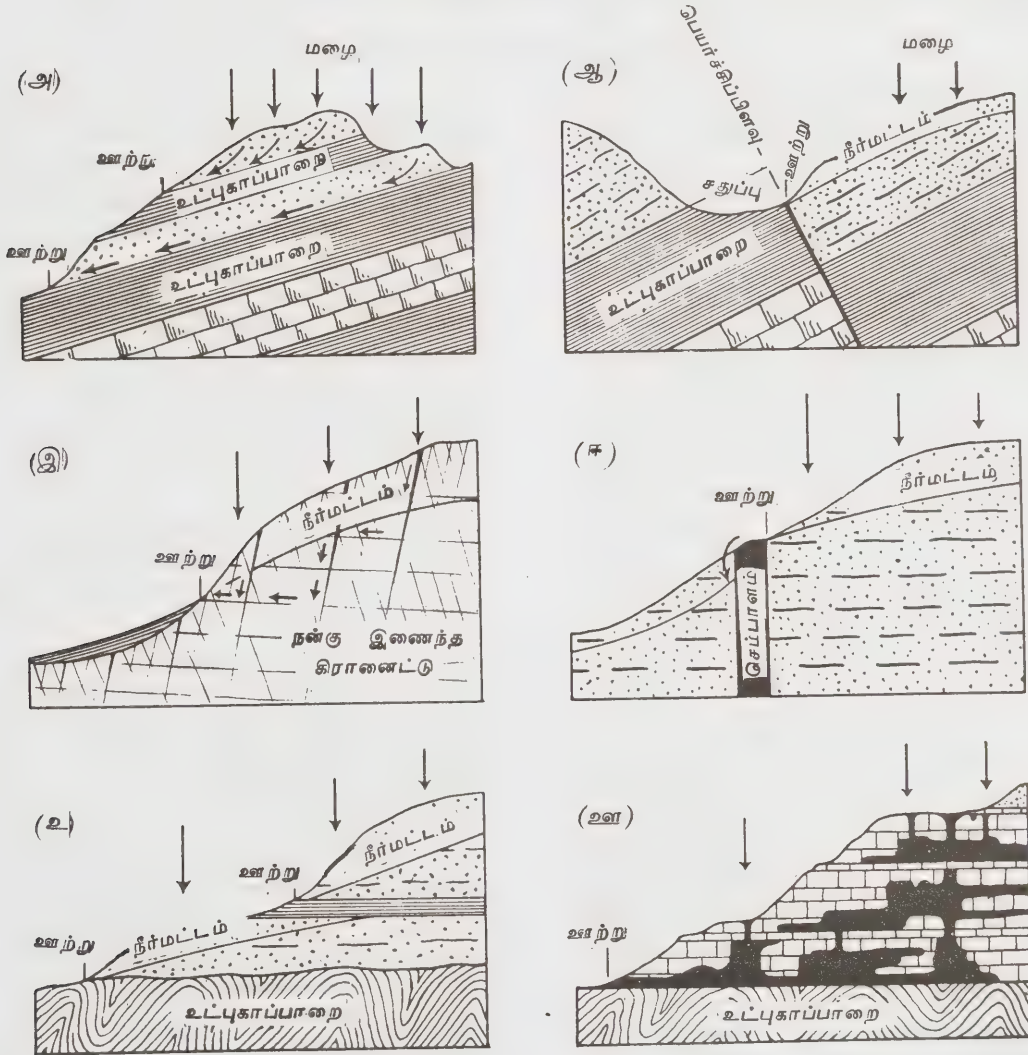 (அ)
மழை
ஊற்று
உட்புகாப்பாறை
ஊற்று
உட்புகாப்பாறை
(ஆ)
பெயர்ச்சிப்பிளவு
மழை
ஊற்று
நீர்மட்டம்
சதுப்பு
உட்புகாப்பாறை
(இ)
நீர்மட்டம்
ஊற்று
நன்கு இணைந்த
கிரானைட்டு
(ஈ)
ஊற்று
நீர்மட்டம்
செப்பாளம்
(உ)
நீர்மட்டம்
ஊற்று
ஊற்று
நீர்மட்டம்
உட்புகாப்பாறை
(ஊ)
ஊற்று
உட்புகாப்பாறை